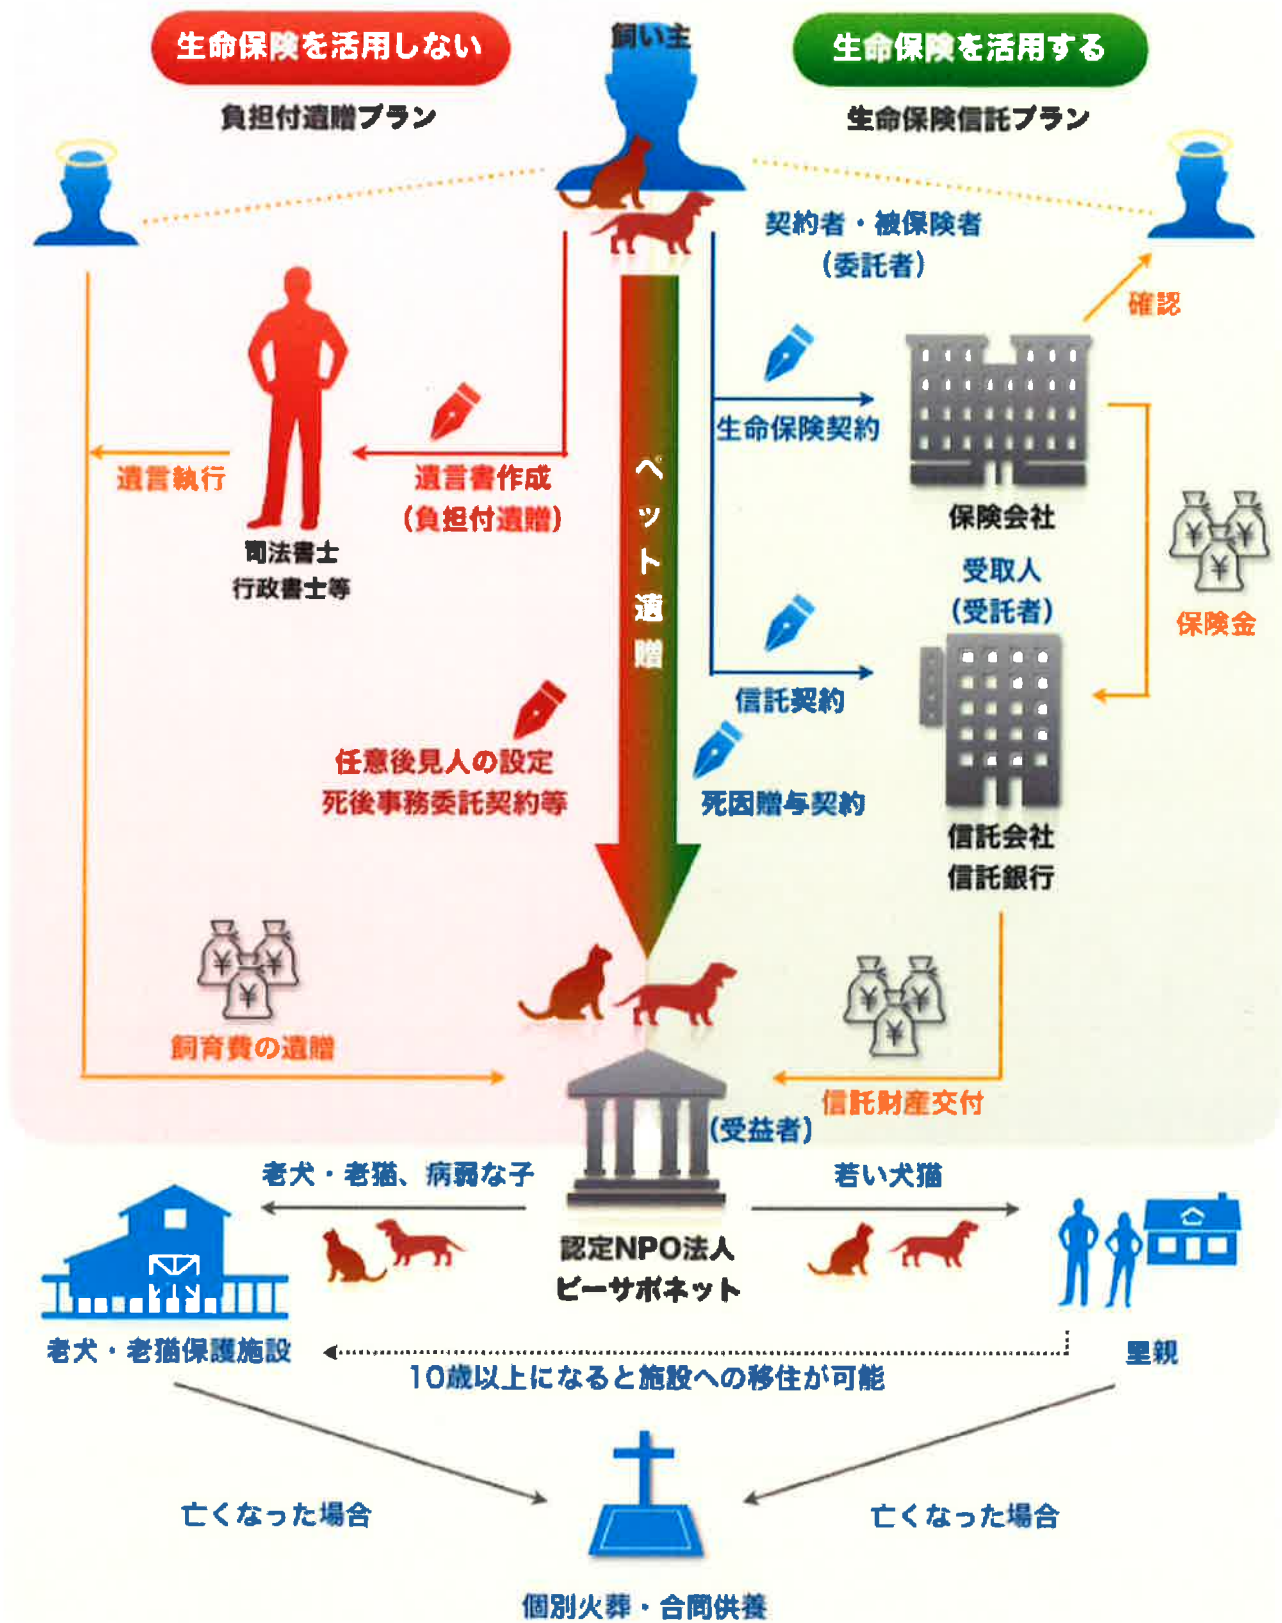 生命保険を活用しない
飼い主
生命保険を活用する
負担付遺贈プラン
生命保険信託プラン
契約者・被保険者
（委託者）
確認
生命保険契約
遺言執行
遺言書作成
（負担付遺贈）
ペット遺贈
保険会社
司法書士
行政書士等
受取人
（受託者）
保険金
信託契約
任意後見人の設定
死後事務委託契約等
死因贈与契約
信託会社
信託銀行
飼育費の遺贈
信託財産交付
（受益者）
老犬・老猫、病弱な子
若い犬猫
認定NPO法人
ピーサポネット
老犬・老猫保護施設
里親
10歳以上になると施設への移住が可能
亡くなった場合
亡くなった場合
個別火葬・合同供養
¥
¥
¥
¥
¥
¥
¥
¥
¥